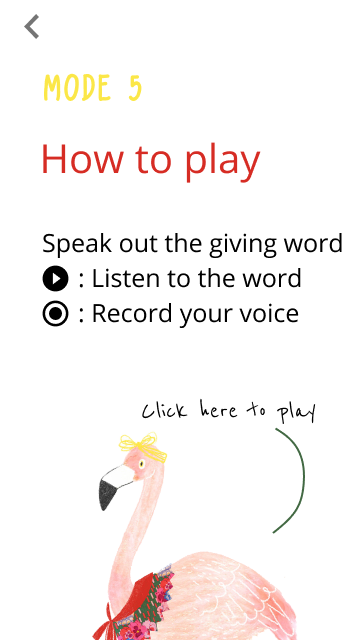 MODE 5
How to play
Speak out the giving word
: Listen to the word
: Record your voice
Click here to play